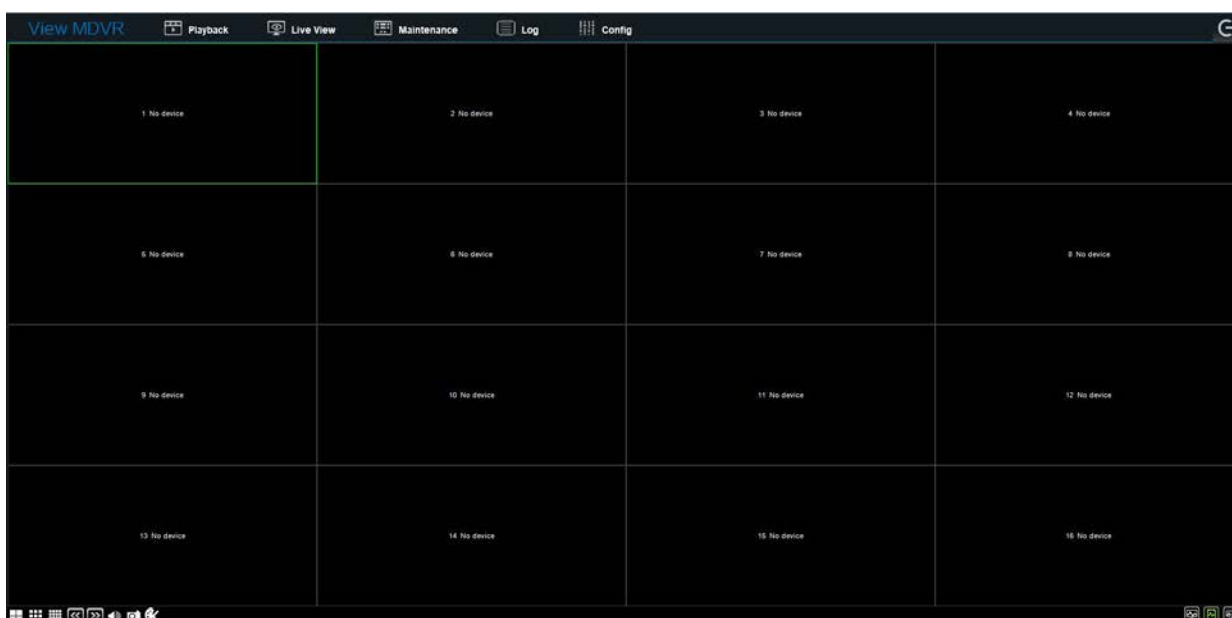 View MDVR Playback Live View Maintenance Log Config
1 No device 2 No device 3 No device 4 No device
5 No device 6 No device 7 No device 8 No device
9 No device 10 No device 11 No device 12 No device
13 No device 14 No device 15 No device 16 No device